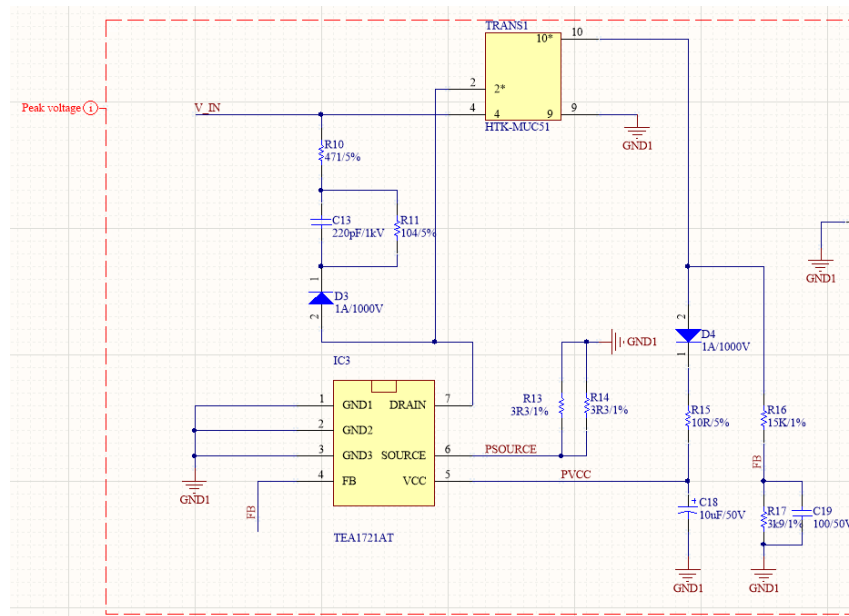 TRANS1
10*
10
2
2*
4
4
9
9
HTK-MUC51
GND1
Peak voltage 1
V_IN
R10
471/5%
C13
220pF/1kV
R11
104/5%
GND1
1
D3
1A/1000V
2
2
D4
1A/1000V
1
IC3
GND1
1
GND1
DRAIN
7
2
GND2
3
GND3
SOURCE
6
PSOURCE
4
FB
VCC
5
PVCC
R13
3R3/1%
R14
3R3/1%
R15
10R/5%
R16
15K/1%
FB
GND1
FB
TEA1721AT
+
C18
10uF/50V
R17
3k9/1%
C19
100/50V
GND1
GND1